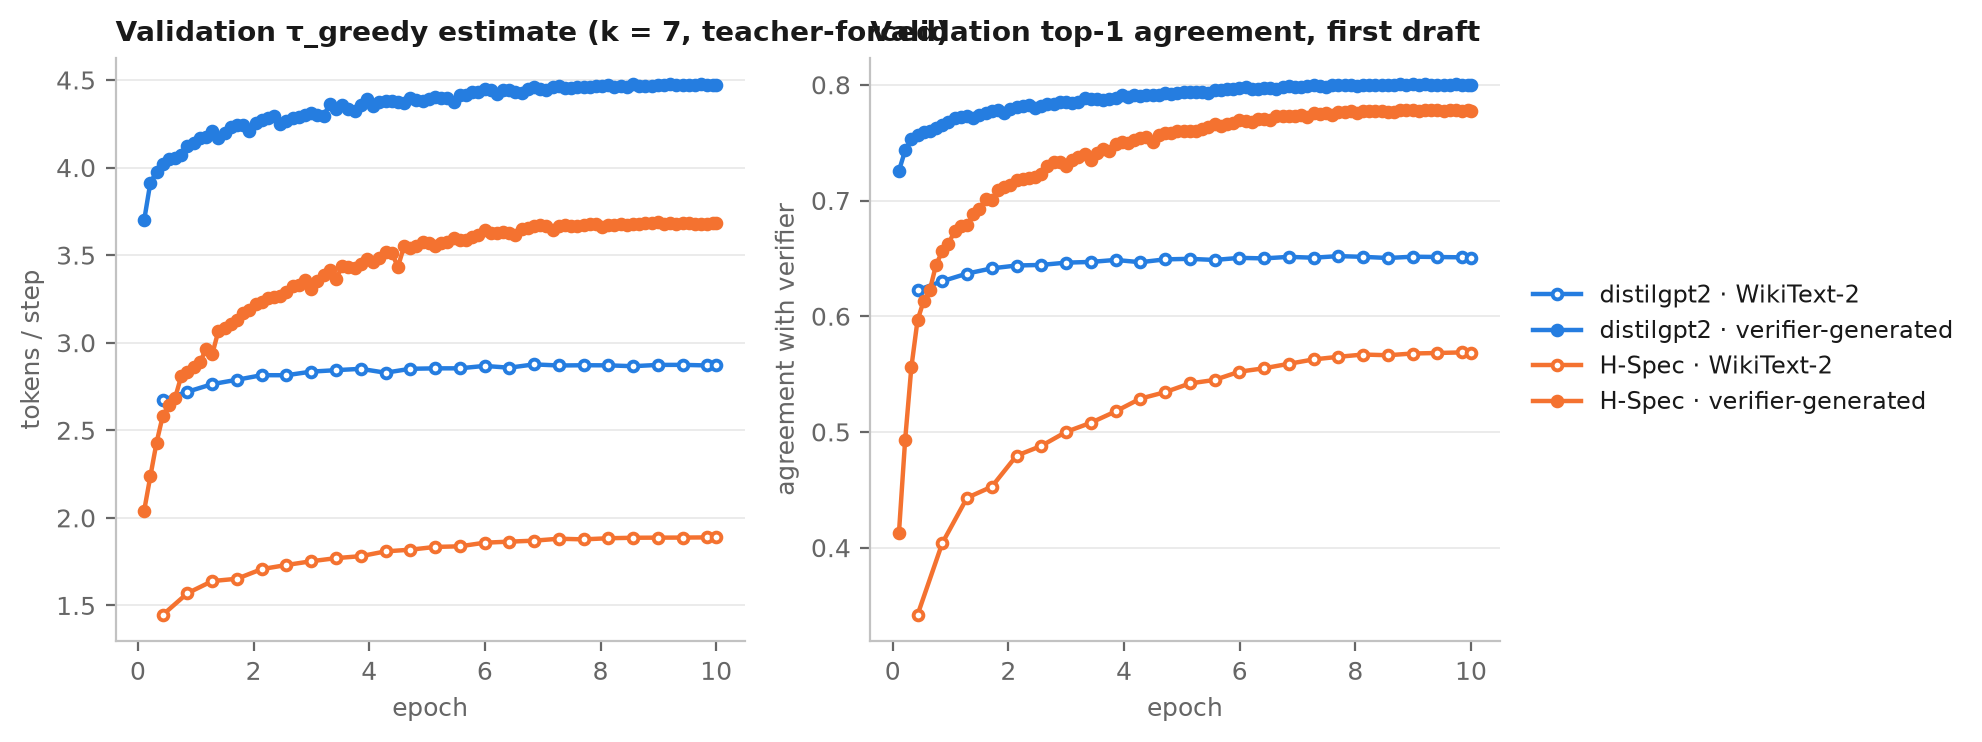 Validation τ_greedy estimate (k = 7, teacher-forced)
Validation top-1 agreement, first draft
tokens / step
4.5
4.0
3.5
3.0
2.5
2.0
1.5
0 2 4 6 8 10
epoch
agreement with verifier
0.8
0.7
0.6
0.5
0.4
0 2 4 6 8 10
epoch
distilgpt2 · WikiText-2
distilgpt2 · verifier-generated
H-Spec · WikiText-2
H-Spec · verifier-generated